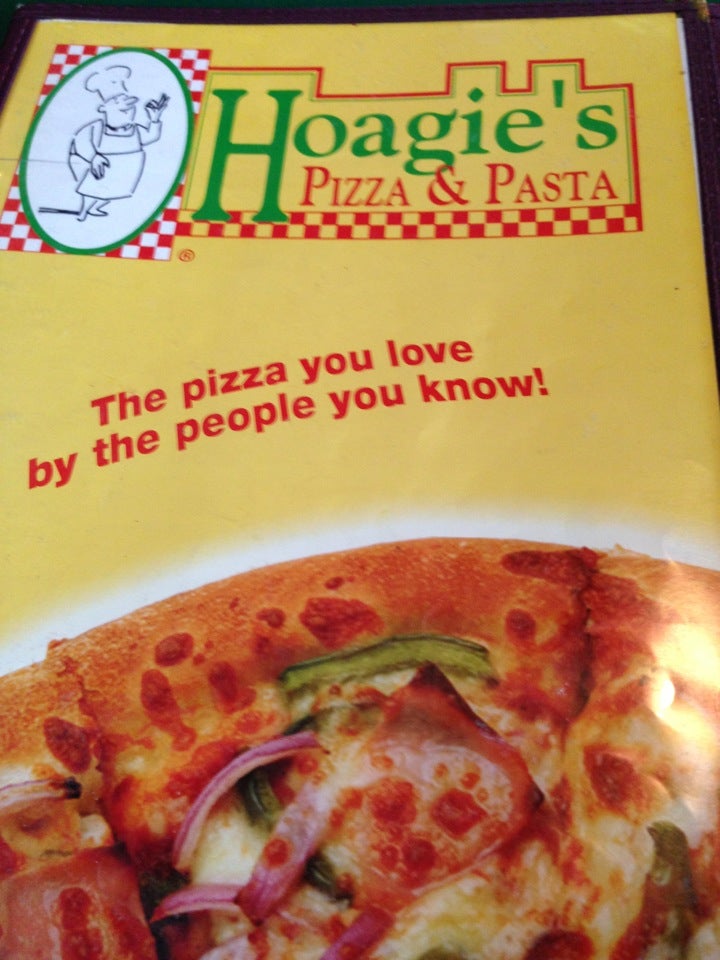 Hoagie's
PIZZA & PASTA
®
The pizza you love
by the people you know!